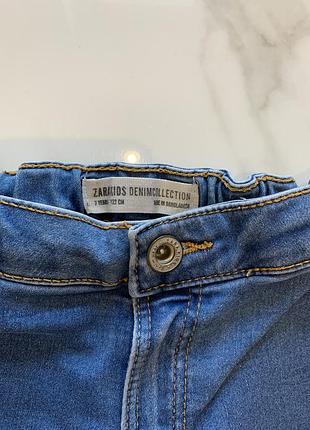 ZARAKIDS DENIMCOLLECTION
7 YEARS 122 CM MADE IN BANGLADESH